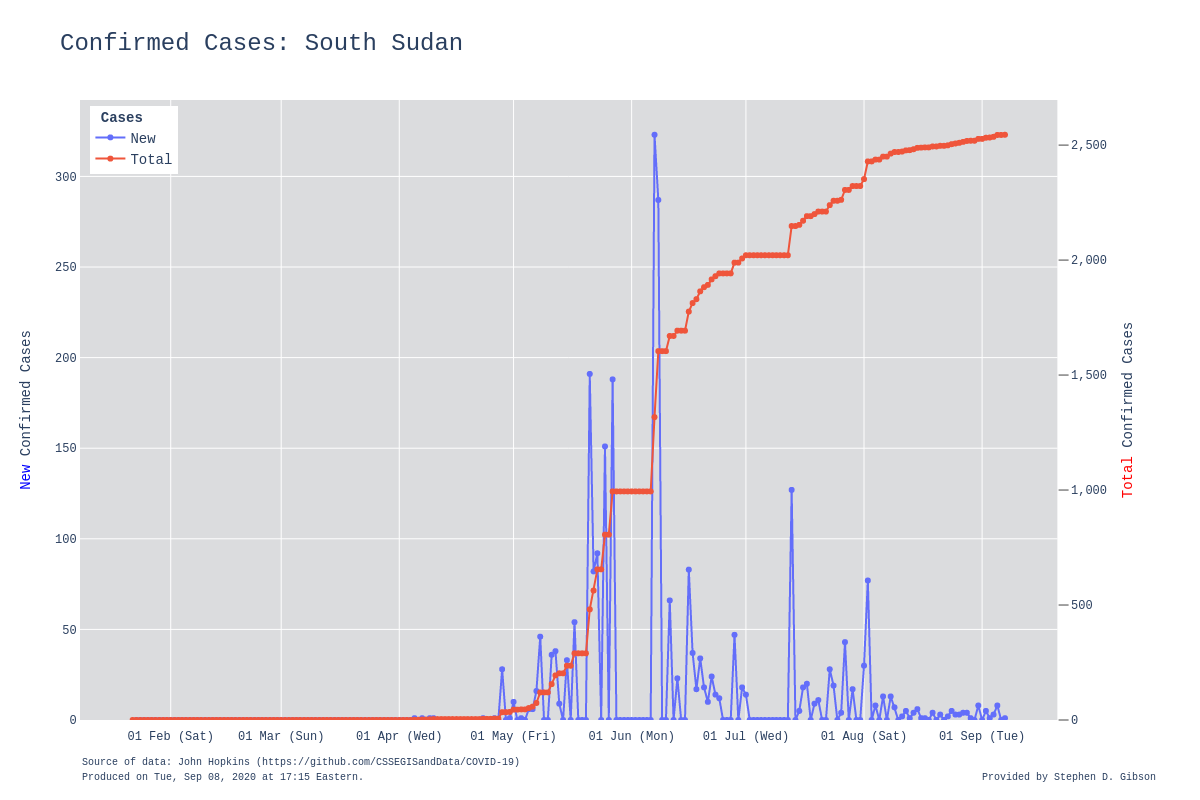 Confirmed Cases: South Sudan
Cases
New
Total
300
250
200
150
100
50
0
2,500
2,000
1,500
1,000
500
0
New Confirmed Cases
Total Confirmed Cases
01 Feb (Sat)
01 Mar (Sun)
01 Apr (Wed)
01 May (Fri)
01 Jun (Mon)
01 Jul (Wed)
01 Aug (Sat)
01 Sep (Tue)
Source of data: John Hopkins (https://github.com/CSSEGISandData/COVID-19)
Produced on Tue, Sep 08, 2020 at 17:15 Eastern.
Provided by Stephen D. Gibson